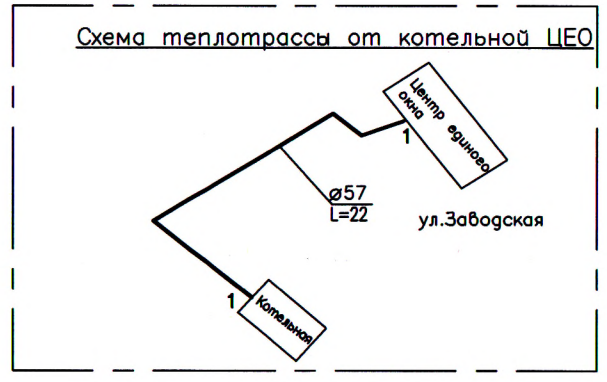 Схема теплотрассы от котельной ЦЕО
Центр единого
окна
1
ø57
L=22
ул.Заводская
1
Котельная